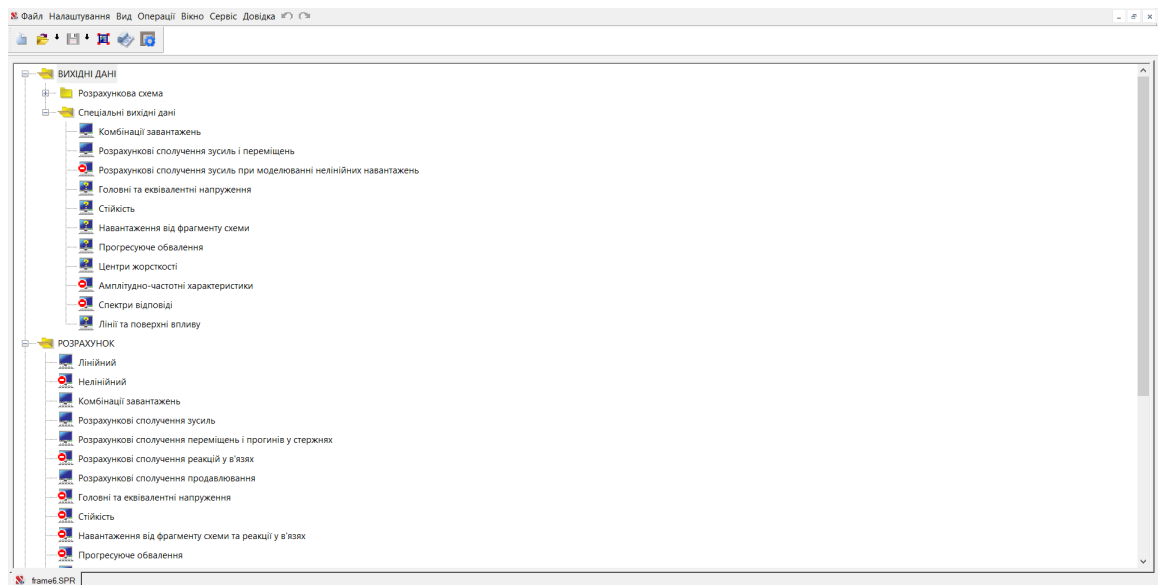 Файл Налаштування Вид Операції Вікно Сервіс Довідка
ВИХІДНІ ДАНІ
Розрахункова схема
Спеціальні вихідні дані
Комбінації завантажень
Розрахункові сполучення зусиль і переміщень
Розрахункові сполучення зусиль при моделюванні нелінійних навантажень
Головні та еквівалентні напруження
Стійкість
Навантаження від фрагменту схеми
Прогресуюче обвалення
Центри жорсткості
Амплітудно-частотні характеристики
Спектри відповіді
Лінії та поверхні впливу
РОЗРАХУНОК
Лінійний
Нелінійний
Комбінації завантажень
Розрахункові сполучення зусиль
Розрахункові сполучення переміщень і прогинів у стержнях
Розрахункові сполучення реакцій у в'язях
Розрахункові сполучення продавлювання
Головні та еквівалентні напруження
Стійкість
Навантаження від фрагменту схеми та реакції у в'язях
Прогресуюче обвалення
frame6.SPR